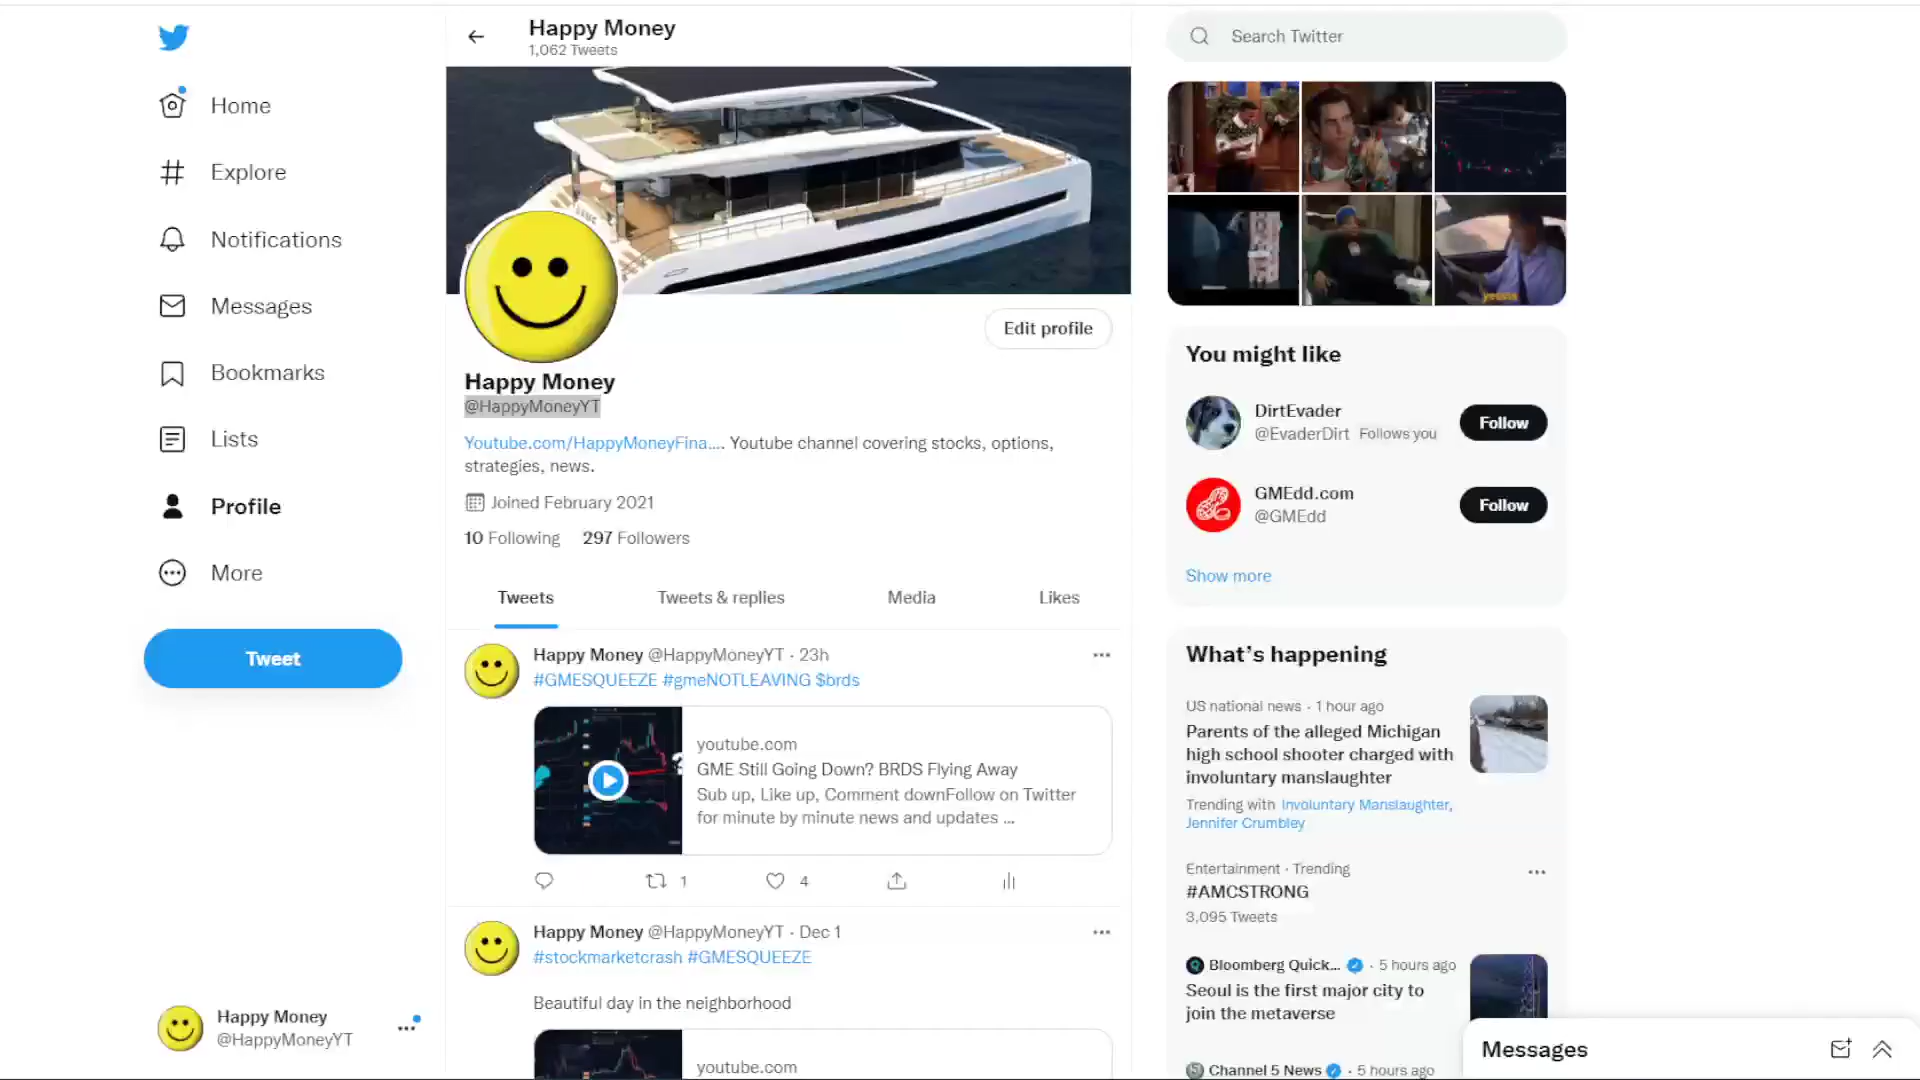 Home
Explore
Notifications
Messages
Bookmarks
Lists
Profile
More
Tweet
Happy Money
@HappyMoneyYT
Happy Money
1,062 Tweets
Edit profile
Happy Money
@HappyMoneyYT
Youtube.com/HappyMoneyFina.... Youtube channel covering stocks, options,
strategies, news.
Joined February 2021
10 Following 297 Followers
Tweets Tweets & replies Media Likes
Happy Money @HappyMoneyYT · 23h
#GMESQUEEZE #gmeNOTLEAVING $brds
youtube.com
GME Still Going Down? BRDS Flying Away
Sub up, Like up, Comment downFollow on Twitter
for minute by minute news and updates ...
1 4
Happy Money @HappyMoneyYT · Dec 1
#stockmarketcrash #GMESQUEEZE
Beautiful day in the neighborhood
youtube.com
Search Twitter
You might like
DirtEvader
@EvaderDirt Follows you
Follow
GMEdd.com
@GMEdd
Follow
Show more
What's happening
US national news · 1 hour ago
Parents of the alleged Michigan
high school shooter charged with
involuntary manslaughter
Trending with Involuntary Manslaughter,
Jennifer Crumbley
Entertainment · Trending
#AMCSTRONG
3,095 Tweets
Bloomberg Quick... · 5 hours ago
Seoul is the first major city to
join the metaverse
Channel 5 News · 5 hours ago
Messages